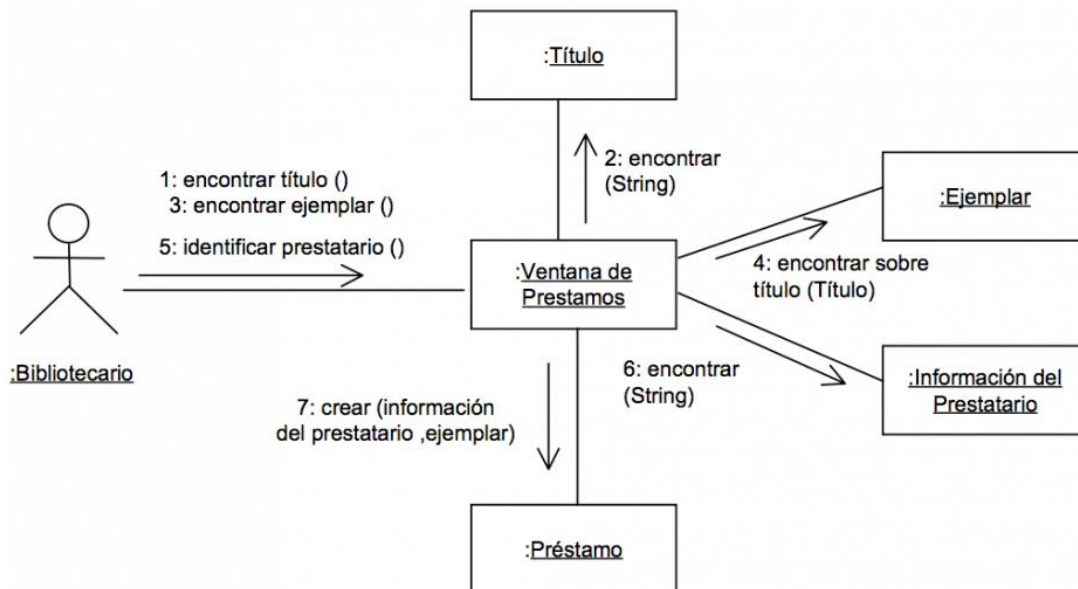 :Título
1: encontrar título ()
3: encontrar ejemplar ()
5: identificar prestatario ()
2: encontrar
(String)
:Ejemplar
:Ventana de
Prestamos
4: encontrar sobre
título (Título)
:Bibliotecario
6: encontrar
(String)
:Información del
Prestatario
7: crear (información
del prestatario ,ejemplar)
:Préstamo